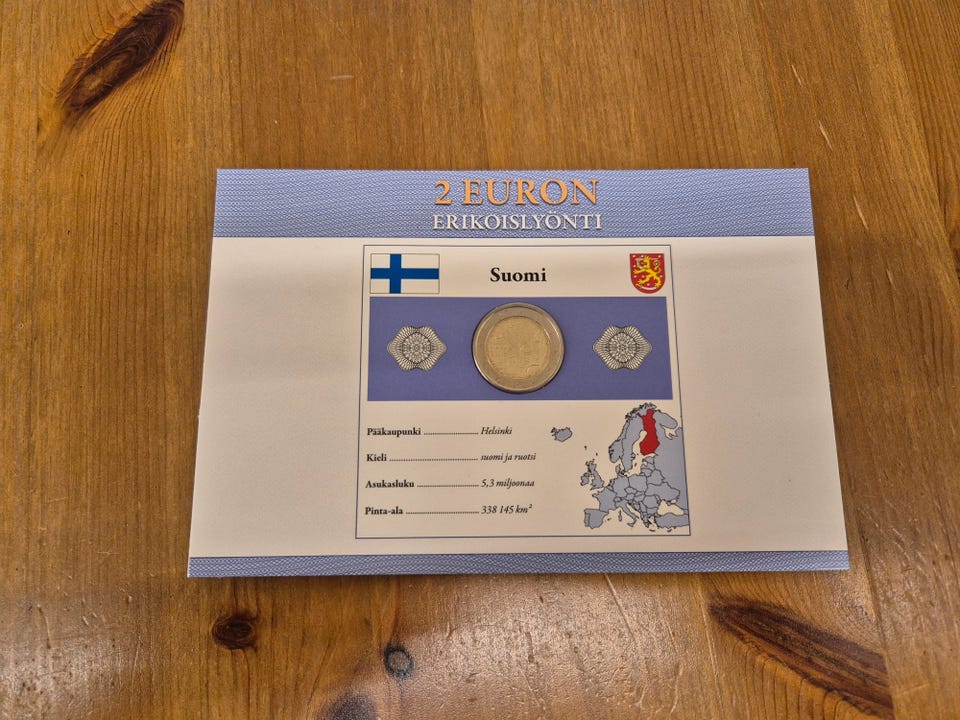 2 EURON
ERIKOISLYÖNTI
Suomi
Pääkaupunki ........................ Helsinki
Kieli ....................................... suomi ja ruotsi
Asukasluku ........................... 5,3 miljoonaa
Pinta-ala ................................ 338 145 km²